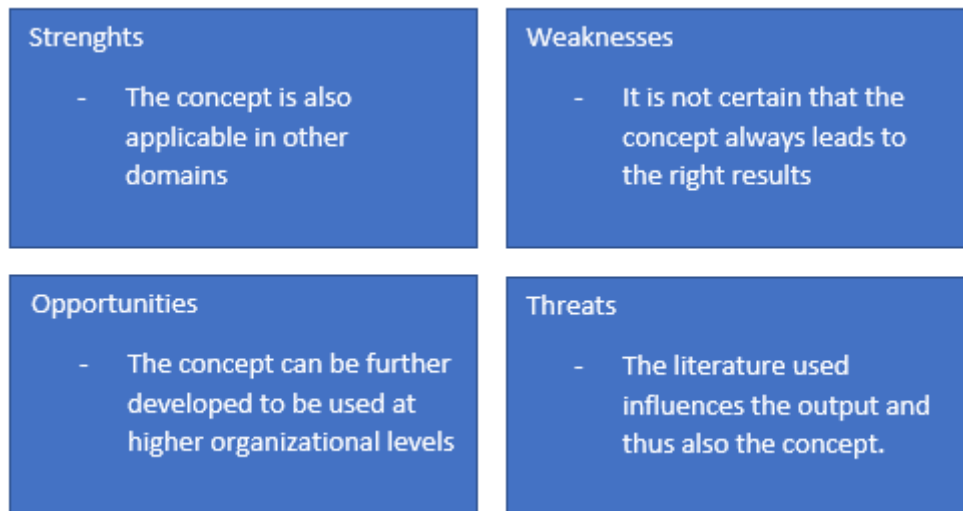 Strenghts
- The concept is also
applicable in other
domains
Weaknesses
- It is not certain that the
concept always leads to
the right results
Opportunities
- The concept can be further
developed to be used at
higher organizational levels
Threats
- The literature used
influences the output and
thus also the concept.